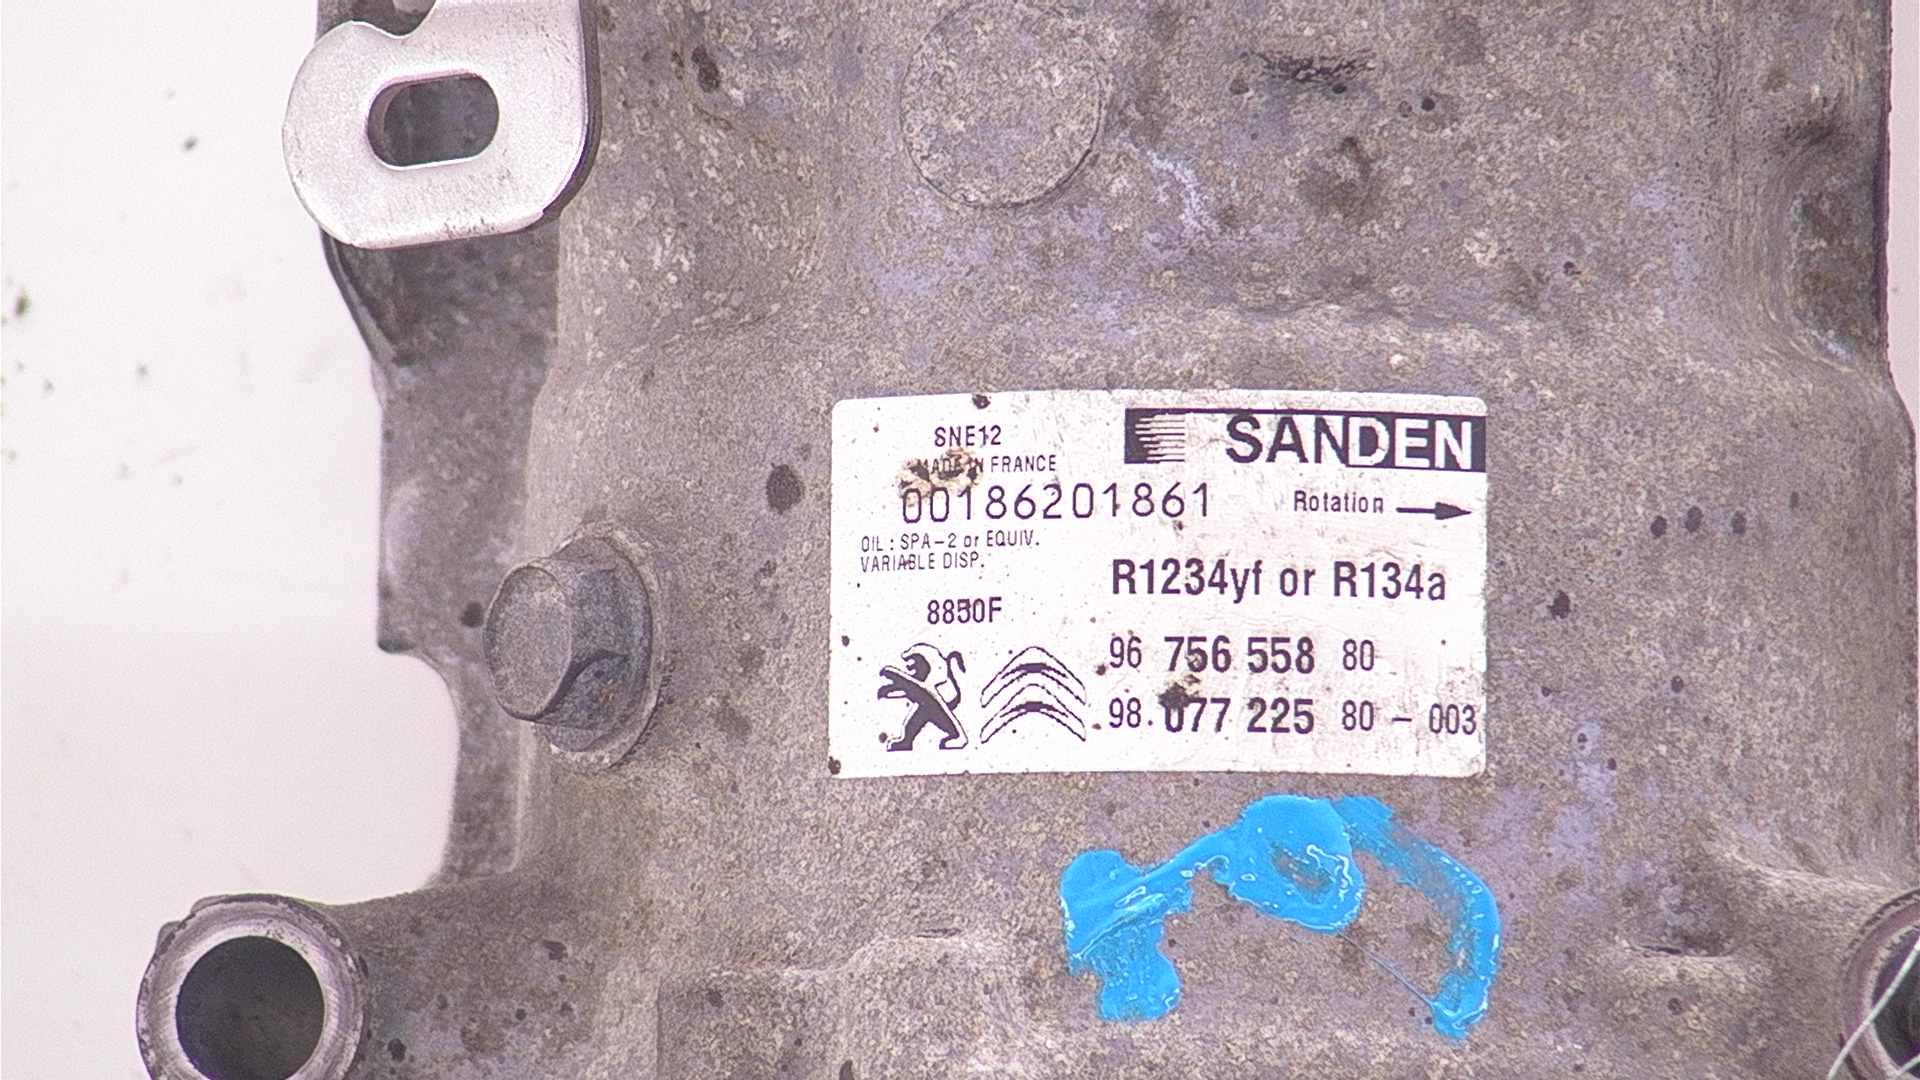 SNE12
SANDEN
MADE IN FRANCE
00186201861
Rotation
OIL : SPA-2 or EQUIV.
VARIABLE DISP.
R1234yf or R134a
8850F
96 756 558 80
98 077 225 80 - 003